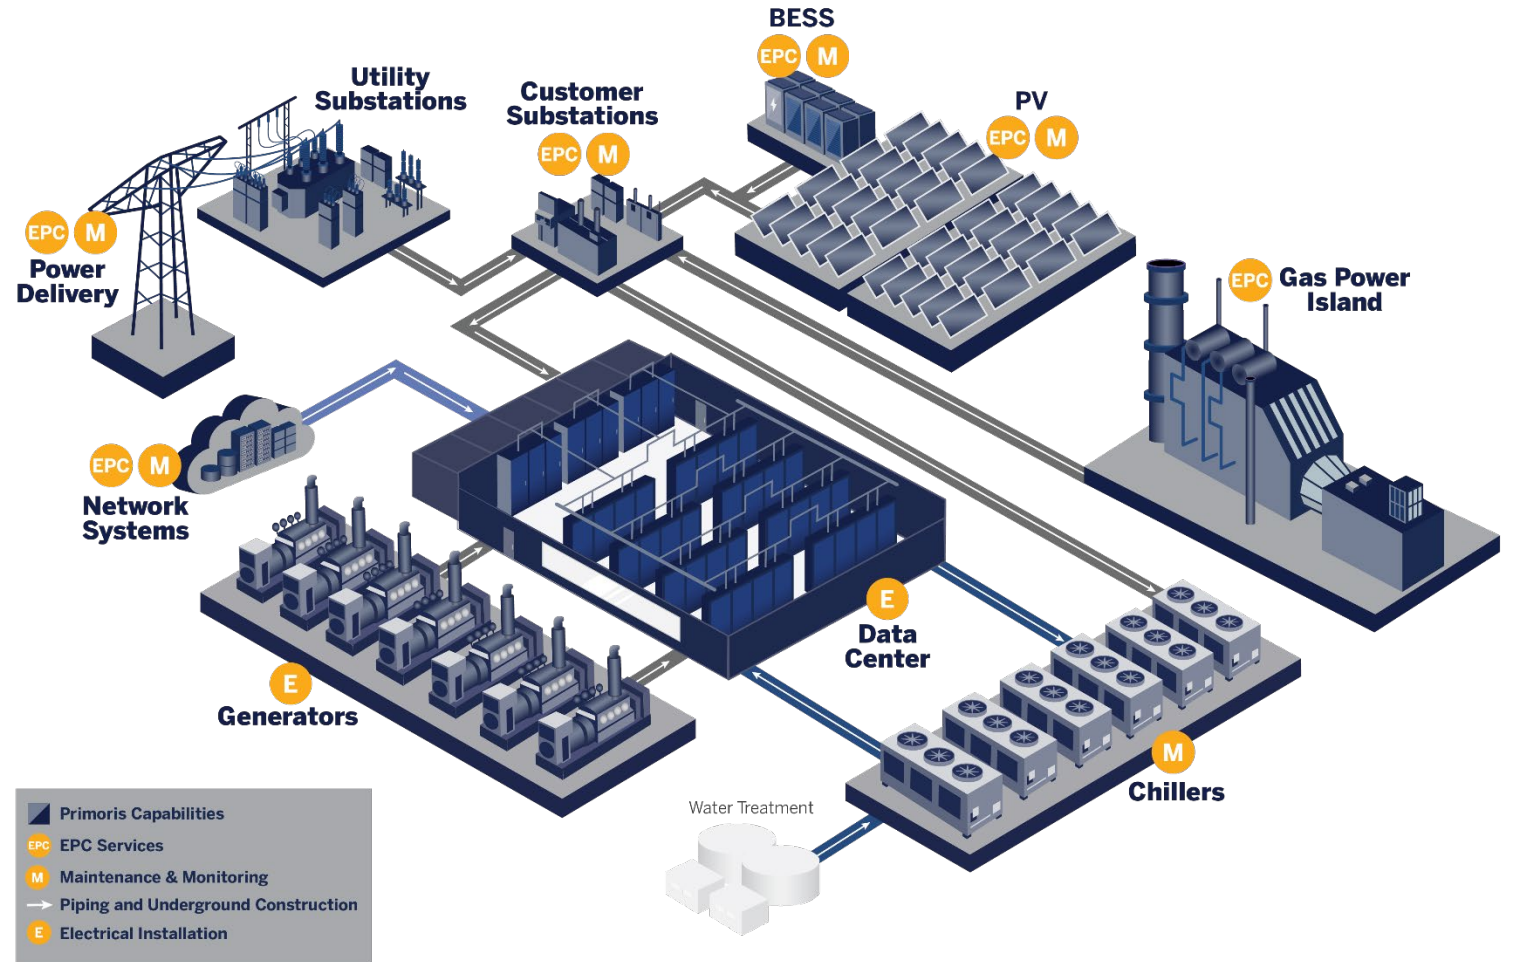 BESS
EPC M
Utility
Substations
Customer
Substations
EPC M
PV
EPC M
EPC M
Power
Delivery
EPC
Gas Power
Island
EPC M
Network
Systems
E
Data
Center
E
Generators
M
Chillers
Water Treatment
Primoris Capabilities
EPC EPC Services
M Maintenance & Monitoring
Piping and Underground Construction
E Electrical Installation